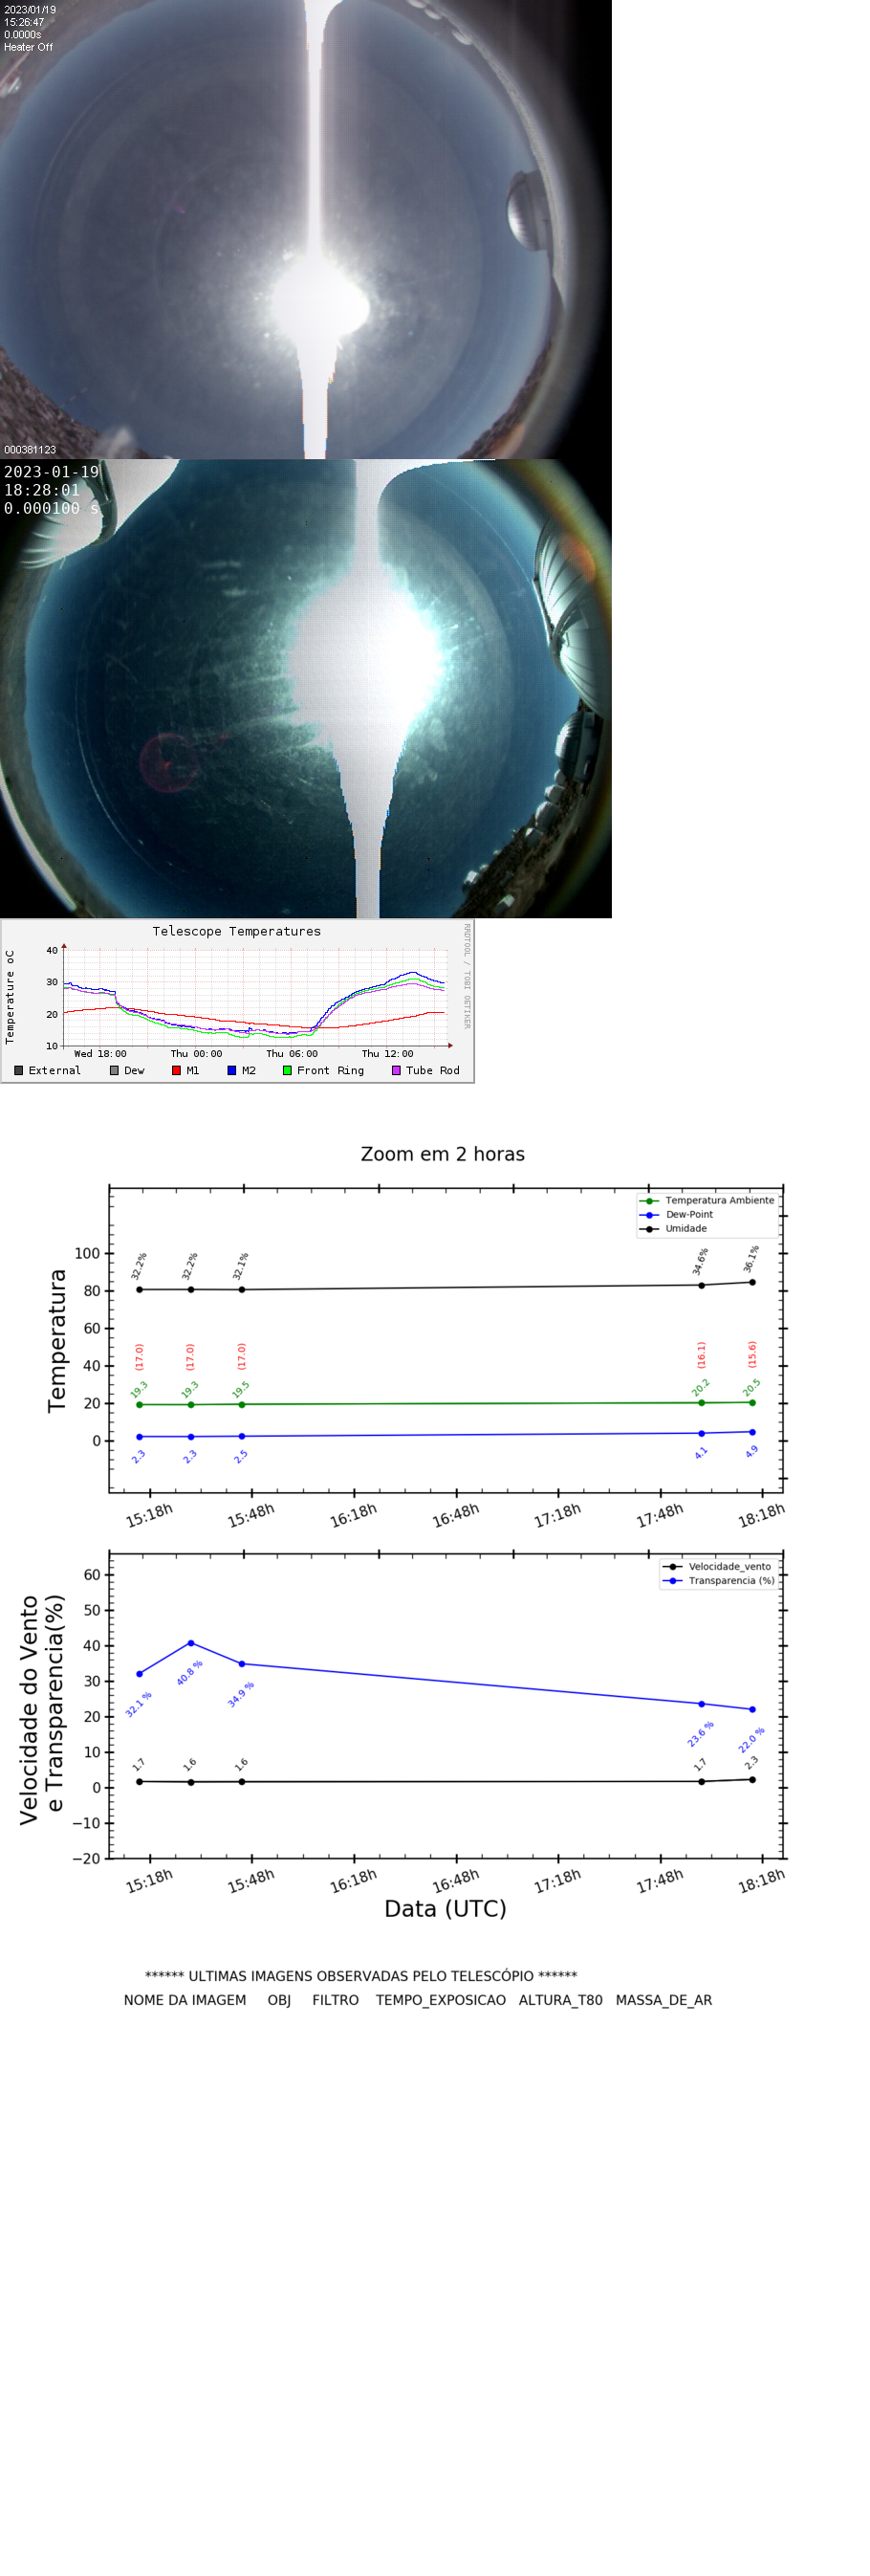 2023/01/19
15:26:47
0.0000s
Heater Off
000381123
2023-01-19
18:28:01
0.000100 s
Telescope Temperatures
RRDTOOL / TOBI OETIKER
Temperature oC
40
30
20
10
Wed 18:00 Thu 00:00 Thu 06:00 Thu 12:00
External Dew M1 M2 Front Ring Tube Rod
Zoom em 2 horas
Temperatura Ambiente
Dew-Point
Umidade
Temperatura
100
80
60
40
20
0
32.2% 32.2% 32.1% 34.6% 36.1%
(17.0) (17.0) (17.0) (16.1) (15.6)
19.3 19.3 19.5 20.2 20.5
2.3 2.3 2.5 4.1 4.9
15:18h 15:48h 16:18h 16:48h 17:18h 17:48h 18:18h
Velocidade_vento
Transparencia (%)
Velocidade do Vento
e Transparencia(%)
60
50
40
30
20
10
0
−10
−20
32.1 % 40.8 % 34.9 % 23.6 % 22.0 %
1.7 1.6 1.6 1.7 2.3
15:18h 15:48h 16:18h 16:48h 17:18h 17:48h 18:18h
Data (UTC)
****** ULTIMAS IMAGENS OBSERVADAS PELO TELESCÓPIO ******
NOME DA IMAGEM OBJ FILTRO TEMPO_EXPOSICAO ALTURA_T80 MASSA_DE_AR